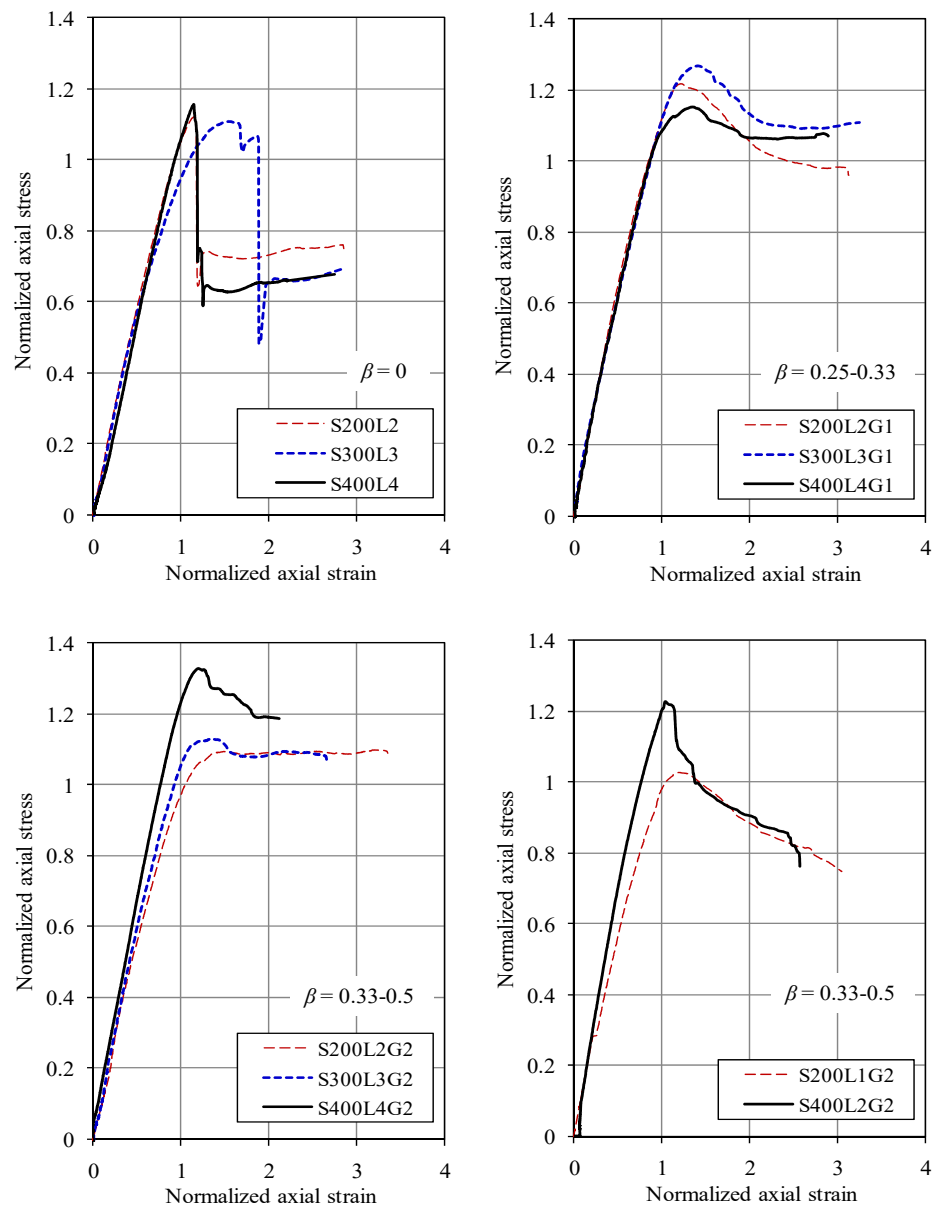 1.4
1.2
1
0.8
0.6
0.4
0.2
0
Normalized axial stress
β = 0
S200L2
S300L3
S400L4
0 1 2 3 4
Normalized axial strain
1.4
1.2
1
0.8
0.6
0.4
0.2
0
Normalized axial stress
β = 0.25-0.33
S200L2G1
S300L3G1
S400L4G1
0 1 2 3 4
Normalized axial strain
1.4
1.2
1
0.8
0.6
0.4
0.2
0
Normalized axial stress
β = 0.33-0.5
S200L2G2
S300L3G2
S400L4G2
0 1 2 3 4
Normalized axial strain
1.4
1.2
1
0.8
0.6
0.4
0.2
0
Normalized axial stress
β = 0.33-0.5
S200L1G2
S400L2G2
0 1 2 3 4
Normalized axial strain